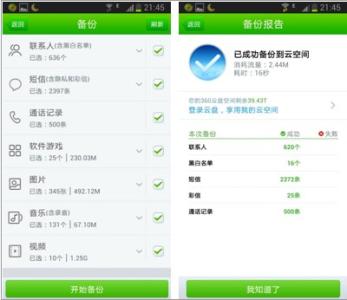 21:45
返回
备份
刷新
联系人(含黑白名单)
已选：636个
短信(含隐私和彩信)
已选：2397条
通话记录
已选：500条
软件游戏
已选：25个 | 230.03M
图片
已选：345张 | 492.12M
音乐(含录音)
已选：131个 | 67.10M
视频
已选：10个 | 1.25G
开始备份
21:45
返回
备份报告
已成功备份到云空间
消耗流量：2.44M
耗时：16秒
您的360云盘空间剩余39.43T
登录云盘，享用我的云空间
本次备份 成功 失败
联系人 620个
黑白名单 16个
短信 2372条
彩信 25条
通话记录 500条
我知道了